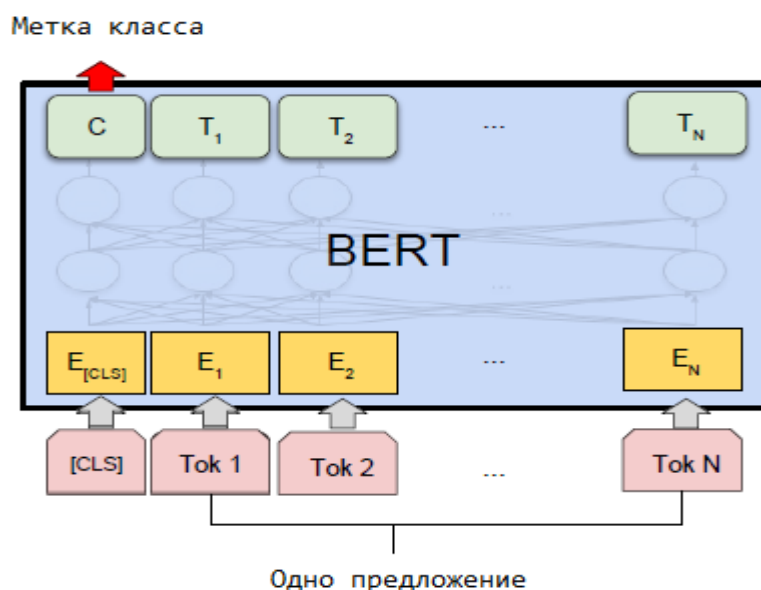 Метка класса
C T1 T2 ... TN
...
BERT
...
E[CLS] E1 E2 ... EN
[CLS] Tok 1 Tok 2 ... Tok N
Одно предложение